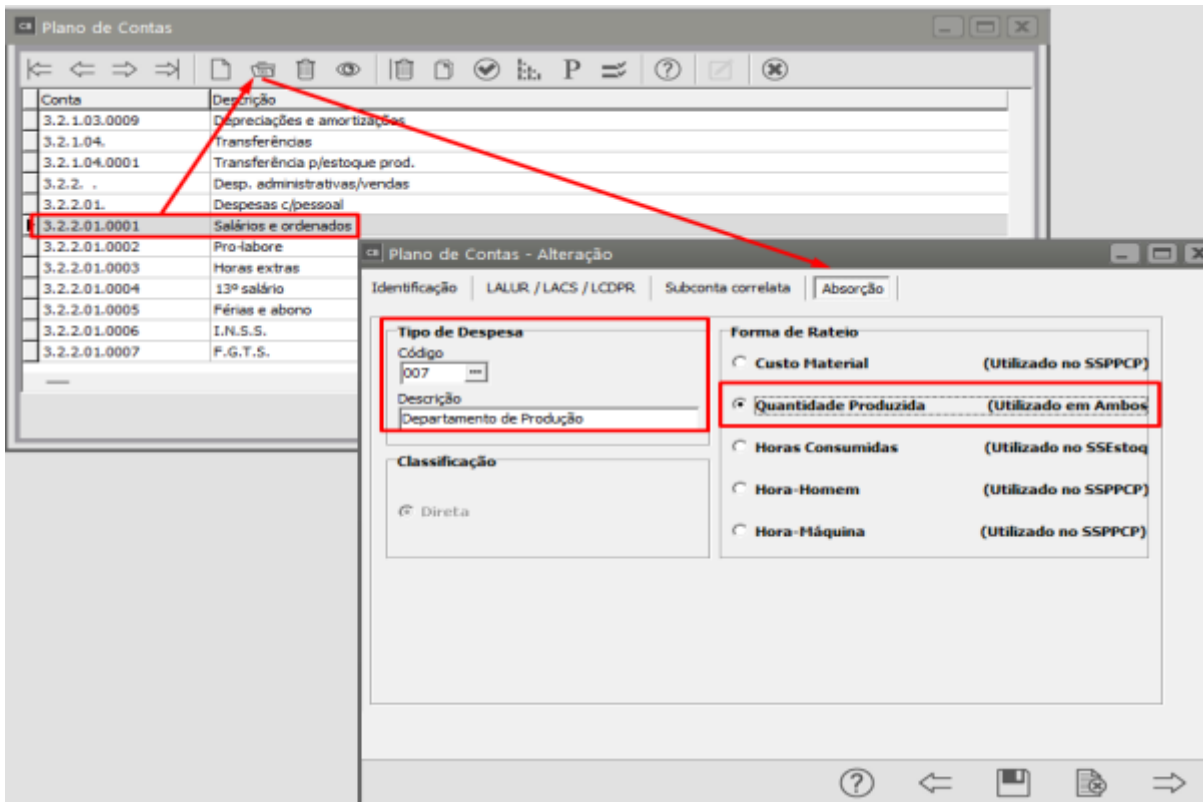 Plano de Contas
P
Conta Descrição
3.2.1.03.0009 Depreciações e amortizações
3.2.1.04. Transferências
3.2.1.04.0001 Transferência p/estoque prod.
3.2.2. . Desp. administrativas/vendas
3.2.2.01. Despesas c/pessoal
3.2.2.01.0001 Salários e ordenados
3.2.2.01.0002 Pro-labore
3.2.2.01.0003 Horas extras
3.2.2.01.0004 13º salário
3.2.2.01.0005 Férias e abono
3.2.2.01.0006 I.N.S.S.
3.2.2.01.0007 F.G.T.S.
Plano de Contas - Alteração
Identificação LALUR / LACS / LCDPR Subconta correlata Absorção
Tipo de Despesa
Código
007 ...
Descrição
Departamento de Produção
Classificação
Direta
Forma de Rateio
Custo Material (Utilizado no SSPPCP)
Quantidade Produzida (Utilizado em Ambos
Horas Consumidas (Utilizado no SSEstoq
Hora-Homem (Utilizado no SSPPCP)
Hora-Máquina (Utilizado no SSPPCP)